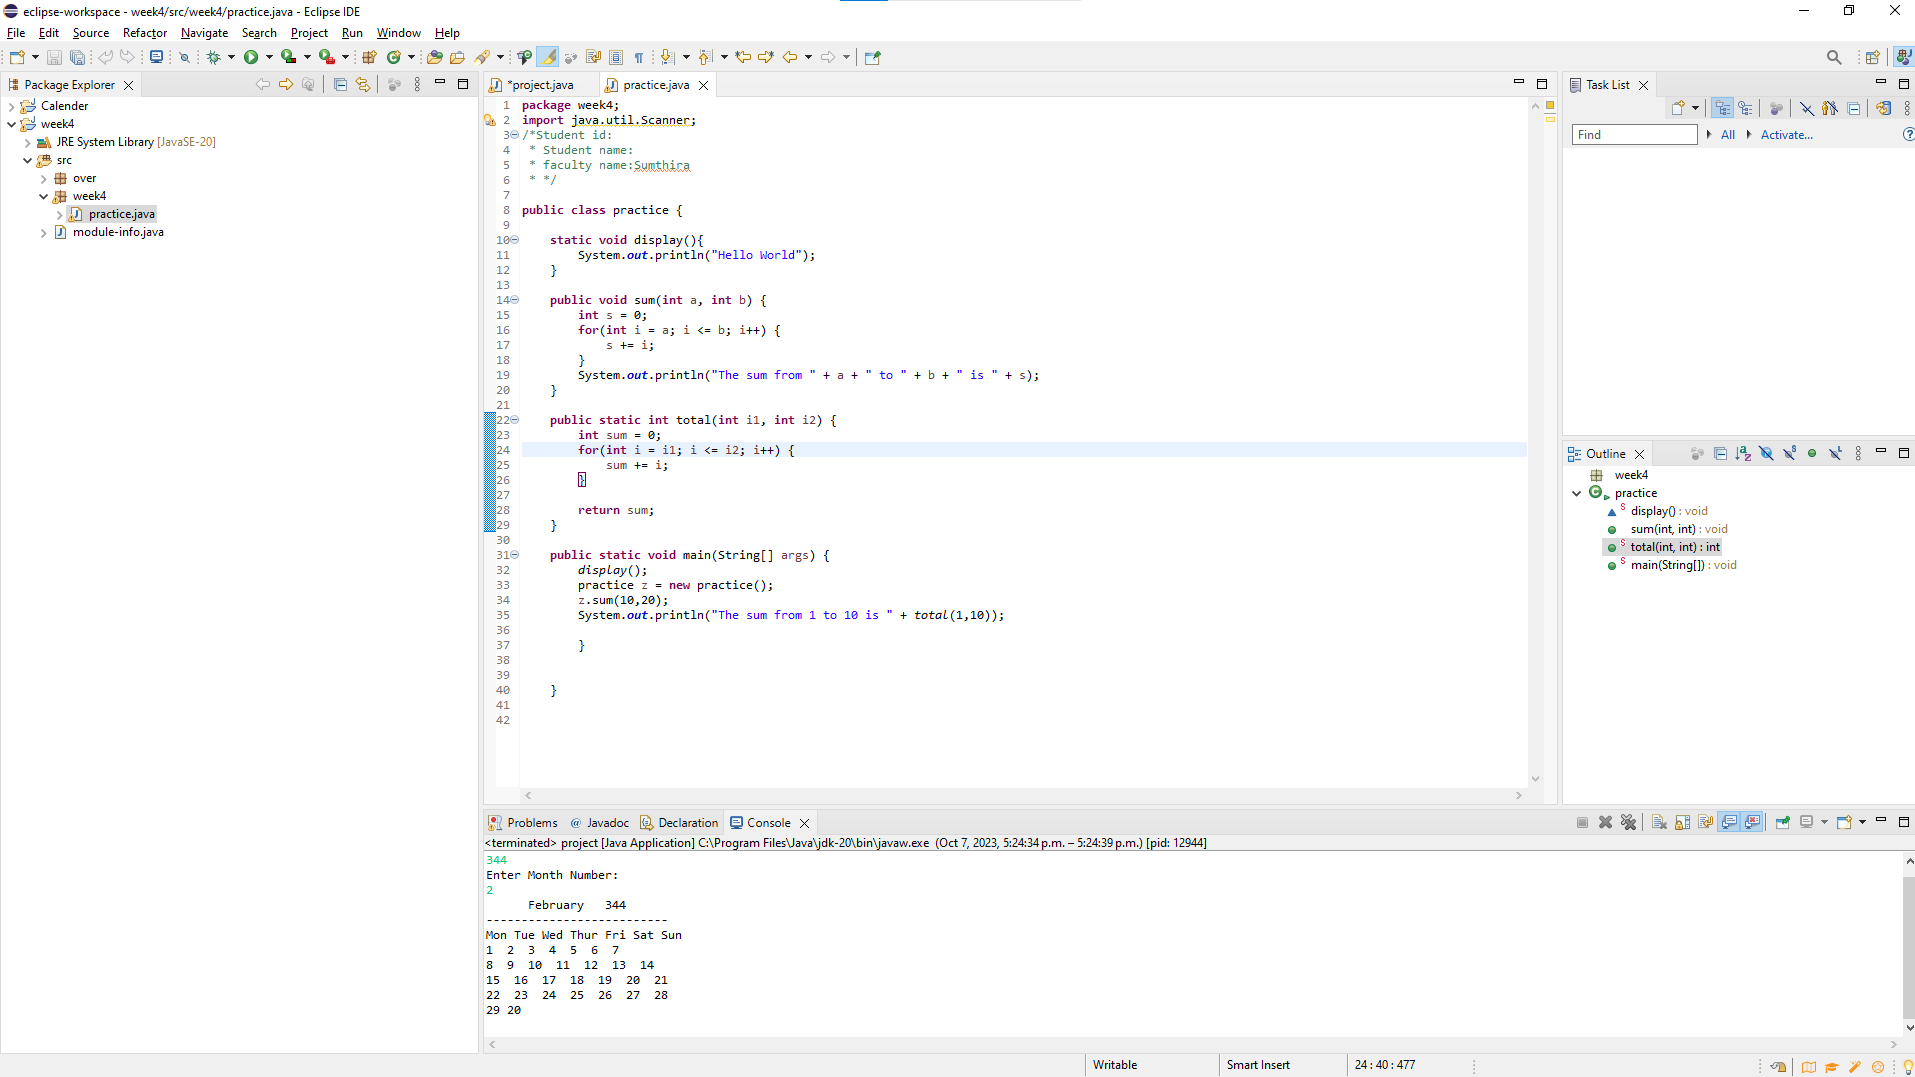 eclipse-workspace - week4/src/week4/practice.java - Eclipse IDE
File Edit Source Refactor Navigate Search Project Run Window Help
Package Explorer
Calender
week4
JRE System Library [JavaSE-20]
src
over
week4
practice.java
module-info.java
*project.java practice.java
1 package week4;
2 import java.util.Scanner;
3 /*Student id:
4 * Student name:
5 * faculty name:Sumthira
6 * */
7
8 public class practice {
9
10 static void display(){
11 System.out.println("Hello World");
12 }
13
14 public void sum(int a, int b) {
15 int s = 0;
16 for(int i = a; i <= b; i++) {
17 s += i;
18 }
19 System.out.println("The sum from " + a + " to " + b + " is " + s);
20 }
21
22 public static int total(int i1, int i2) {
23 int sum = 0;
24 for(int i = i1; i <= i2; i++) {
25 sum += i;
26 }
27
28 return sum;
29 }
30
31 public static void main(String[] args) {
32 display();
33 practice z = new practice();
34 z.sum(10,20);
35 System.out.println("The sum from 1 to 10 is " + total(1,10));
36
37 }
38
39
40 }
41
42
Task List
Find All Activate...
Outline
week4
practice
display() : void
sum(int, int) : void
total(int, int) : int
main(String[]) : void
Problems @ Javadoc Declaration Console
<terminated> project [Java Application] C:\Program Files\Java\jdk-20\bin\javaw.exe (Oct 7, 2023, 5:24:34 p.m. – 5:24:39 p.m.) [pid: 12944]
344
Enter Month Number:
2
February 344
--------------------------
Mon Tue Wed Thur Fri Sat Sun
1 2 3 4 5 6 7
8 9 10 11 12 13 14
15 16 17 18 19 20 21
22 23 24 25 26 27 28
29 20
Writable Smart Insert 24 : 40 : 477